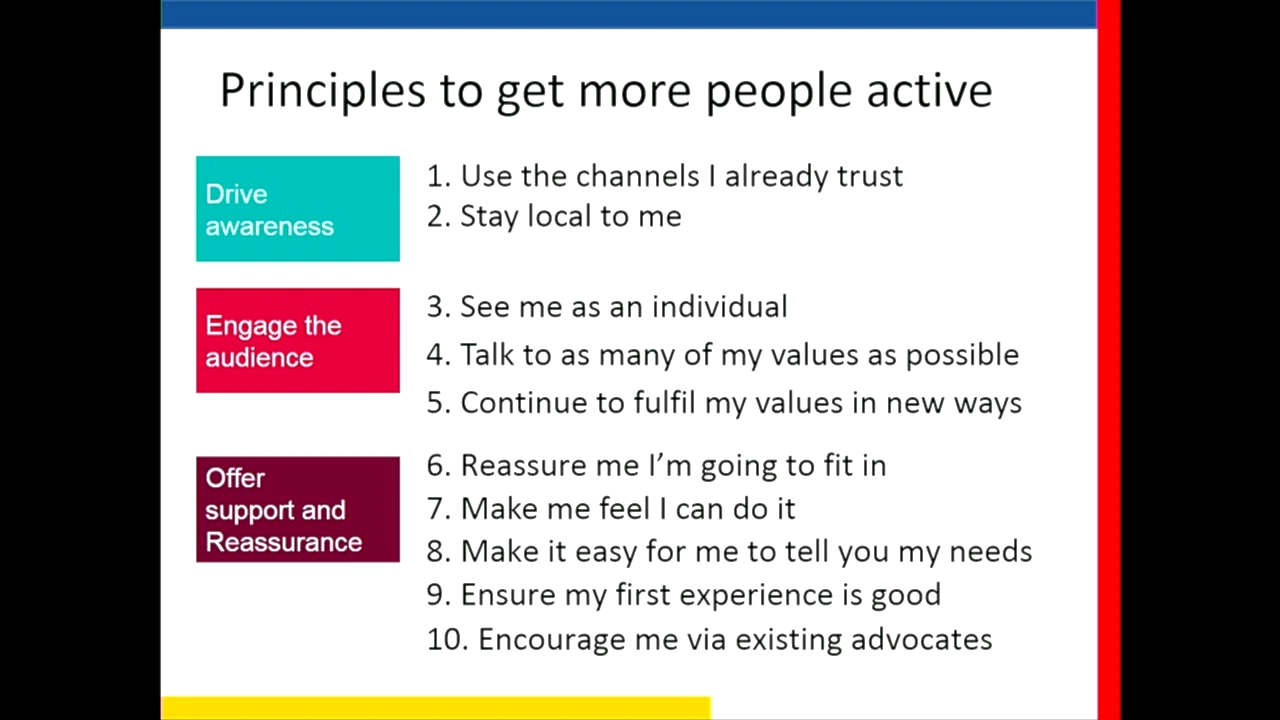 Principles to get more people active
Drive
awareness
1. Use the channels I already trust
2. Stay local to me
Engage the
audience
3. See me as an individual
4. Talk to as many of my values as possible
5. Continue to fulfil my values in new ways
Offer
support and
Reassurance
6. Reassure me I’m going to fit in
7. Make me feel I can do it
8. Make it easy for me to tell you my needs
9. Ensure my first experience is good
10. Encourage me via existing advocates